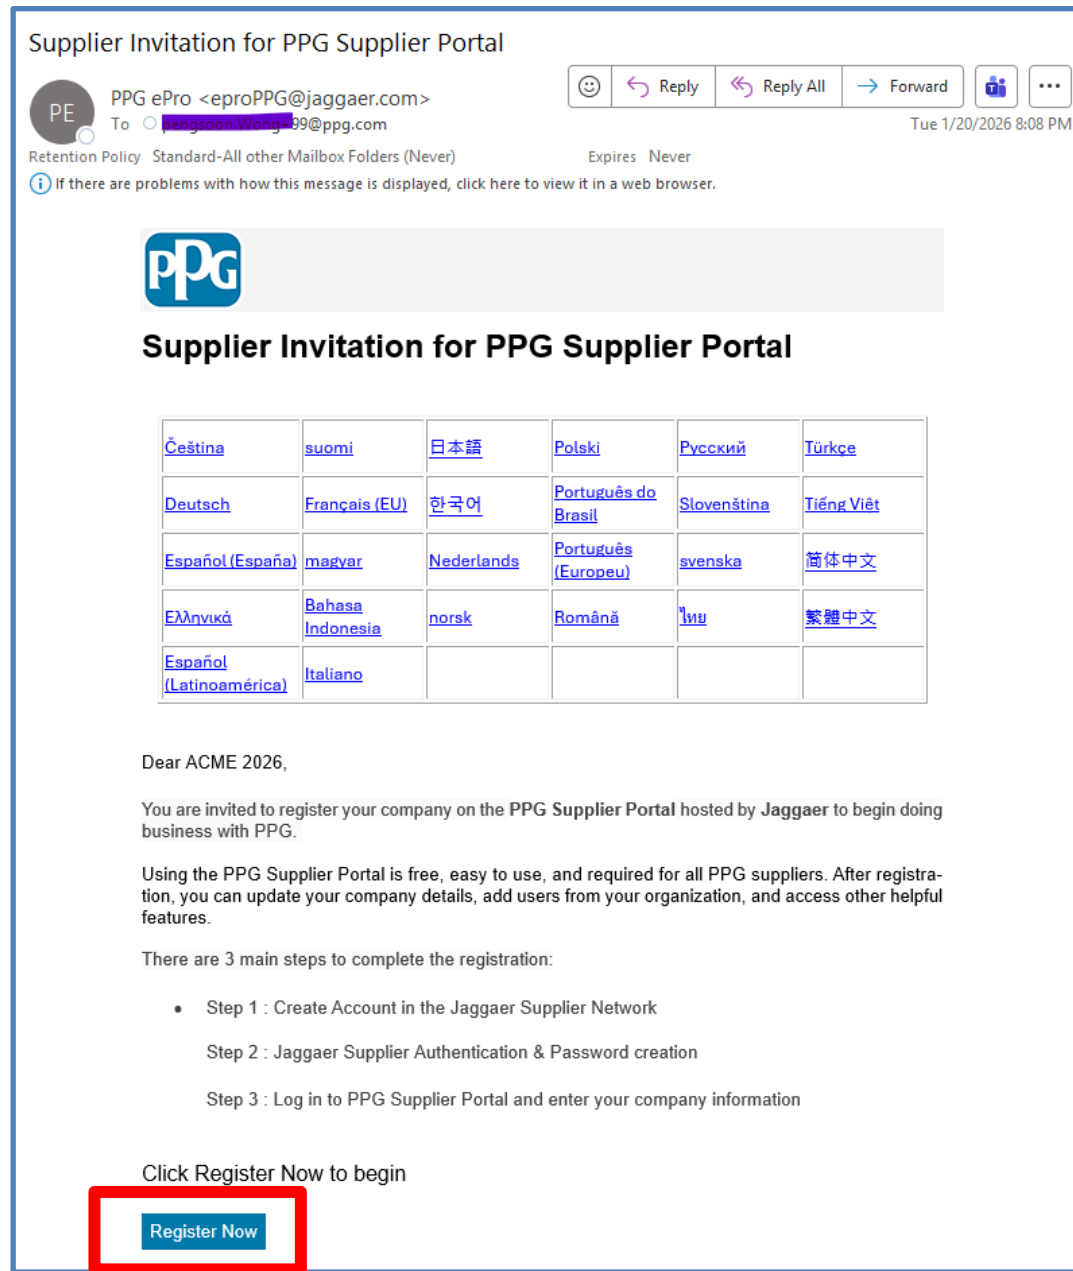 Supplier Invitation for PPG Supplier Portal
PE
PPG ePro <eproPPG@jaggaer.com>
Reply
Reply All
Forward
To
99@ppg.com
Tue 1/20/2026 8:08 PM
Retention Policy Standard-All other Mailbox Folders (Never)
Expires Never
If there are problems with how this message is displayed, click here to view it in a web browser.
PPG
Supplier Invitation for PPG Supplier Portal
Čeština suomi 日本語 Polski Русский Türkçe
Deutsch Français (EU) 한국어 Português do Brasil Slovenština Tiếng Việt
Español (España) magyar Nederlands Português (Europeu) svenska 简体中文
Ελληνικά Bahasa Indonesia norsk Română ไทย 繁體中文
Español (Latinoamérica) Italiano
Dear ACME 2026,
You are invited to register your company on the PPG Supplier Portal hosted by Jaggaer to begin doing
business with PPG.
Using the PPG Supplier Portal is free, easy to use, and required for all PPG suppliers. After registra-
tion, you can update your company details, add users from your organization, and access other helpful
features.
There are 3 main steps to complete the registration:
• Step 1 : Create Account in the Jaggaer Supplier Network
Step 2 : Jaggaer Supplier Authentication & Password creation
Step 3 : Log in to PPG Supplier Portal and enter your company information
Click Register Now to begin
Register Now